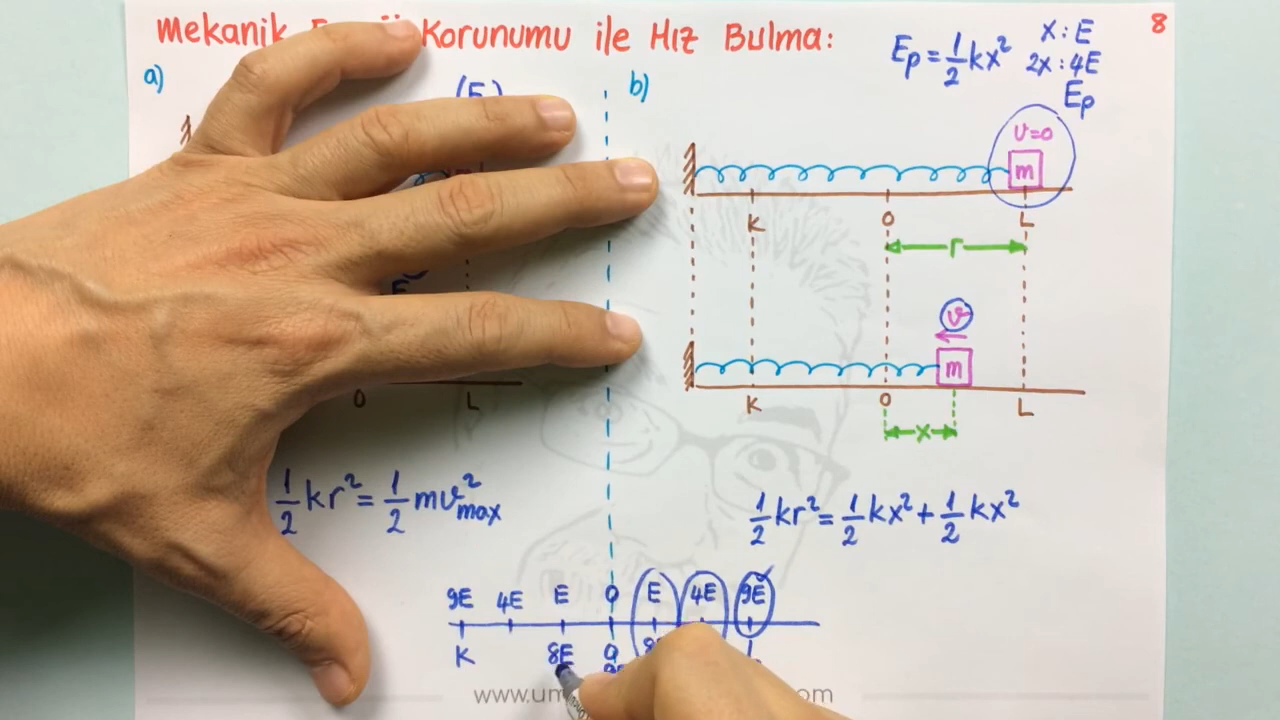 Mekanik Korunumu ile Hız Bulma:
8
a)
b)
Ep = 1/2 kx²
x : E
2x : 4E
Ep
v=0
m
K O L
r
v
m
K O L
x
O L
1/2 kr² = 1/2 mv²max
1/2 kr² = 1/2 kx² + 1/2 kx²
9E 4E E O E 4E 9E
K 8E O